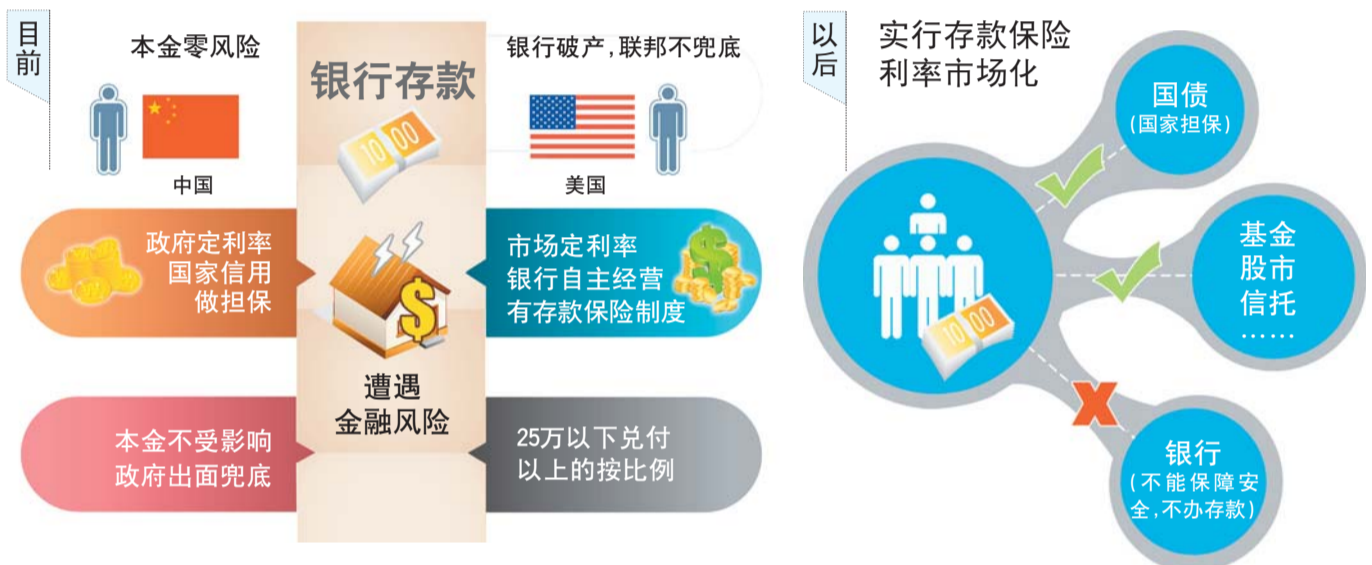 目前
本金零风险
中国
银行存款
1000
银行破产,联邦不兜底
美国
政府定利率
国家信用
做担保
市场定利率
银行自主经营
有存款保险制度
遭遇
金融风险
本金不受影响
政府出面兜底
25万以下兑付
以上的按比例
以后
实行存款保险
利率市场化
1000
国债
(国家担保)
基金
股市
信托
……
银行
(不能保障安
全,不办存款)